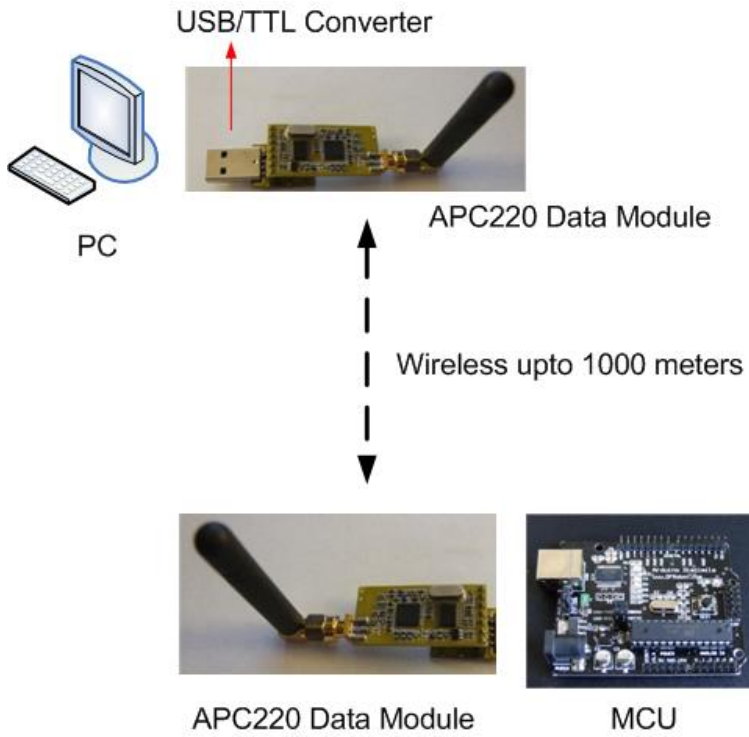 USB/TTL Converter
APC220 Data Module
PC
Wireless upto 1000 meters
APC220 Data Module
MCU